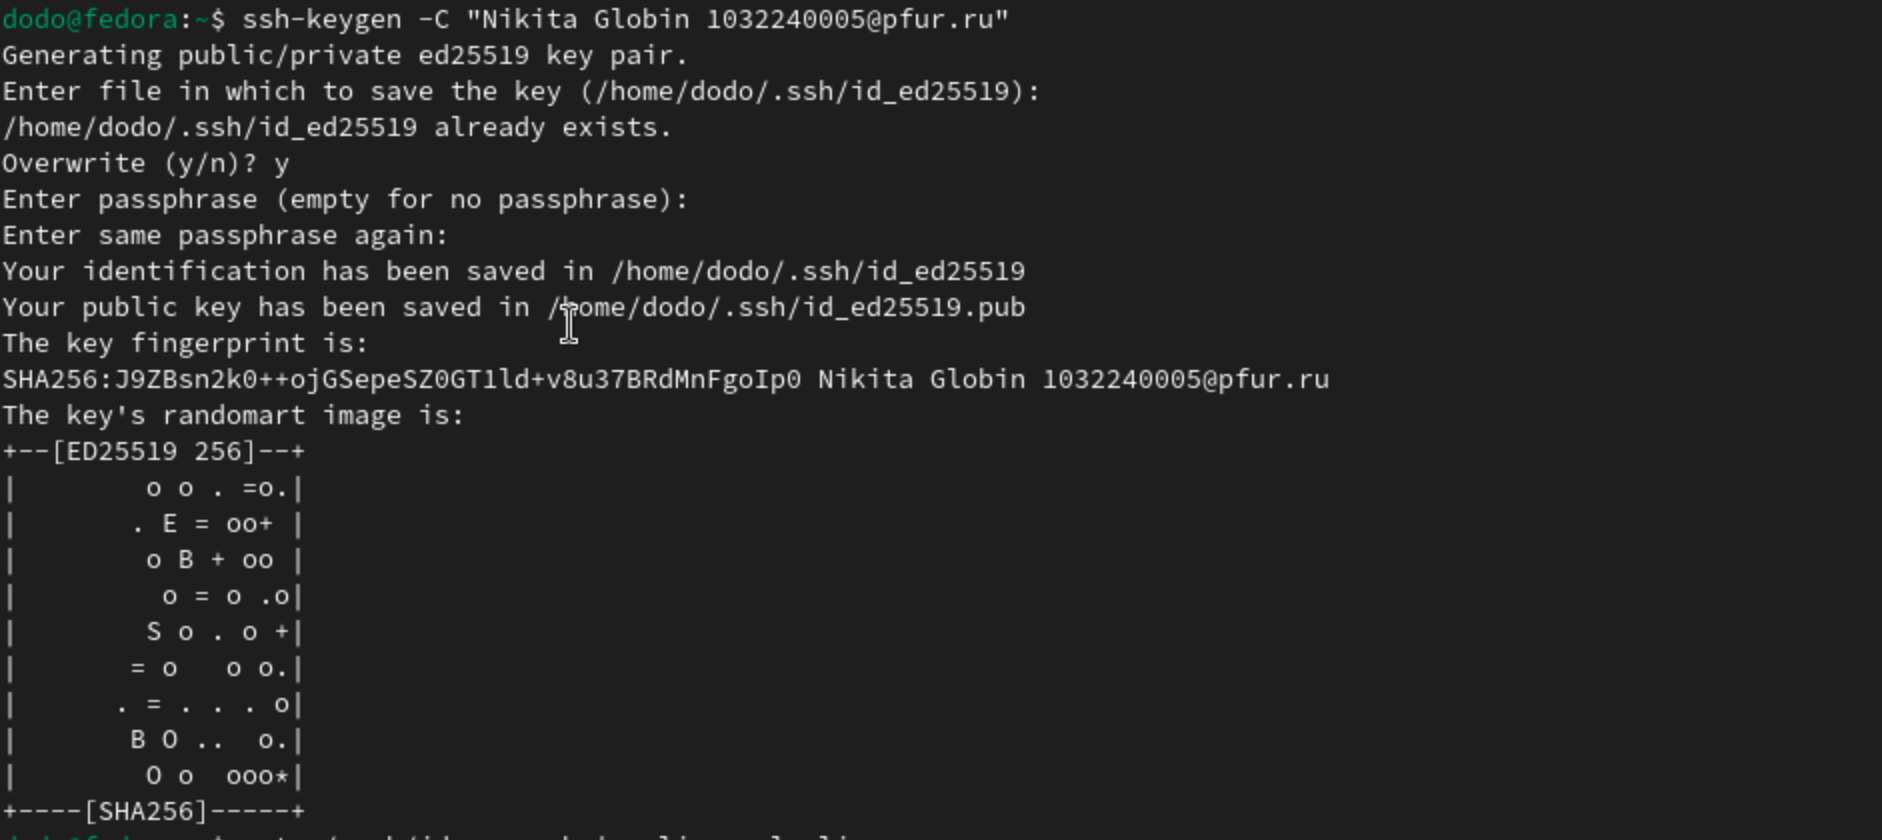 dodo@fedora:~$ ssh-keygen -C "Nikita Globin 1032240005@pfur.ru"
Generating public/private ed25519 key pair.
Enter file in which to save the key (/home/dodo/.ssh/id_ed25519):
/home/dodo/.ssh/id_ed25519 already exists.
Overwrite (y/n)? y
Enter passphrase (empty for no passphrase):
Enter same passphrase again:
Your identification has been saved in /home/dodo/.ssh/id_ed25519
Your public key has been saved in /home/dodo/.ssh/id_ed25519.pub
The key fingerprint is:
SHA256:J9ZBsn2k0++ojGSepeSZ0GT1ld+v8u37BRdMnFgoIp0 Nikita Globin 1032240005@pfur.ru
The key's randomart image is:
+--[ED25519 256]--+
|        o o . =o.|
|       . E = oo+ |
|        o B + oo |
|         o = o .o|
|        S o . o +|
|       = o   o o.|
|      . = . . . o|
|       B O ..  o.|
|        O o  ooo*|
+----[SHA256]-----+